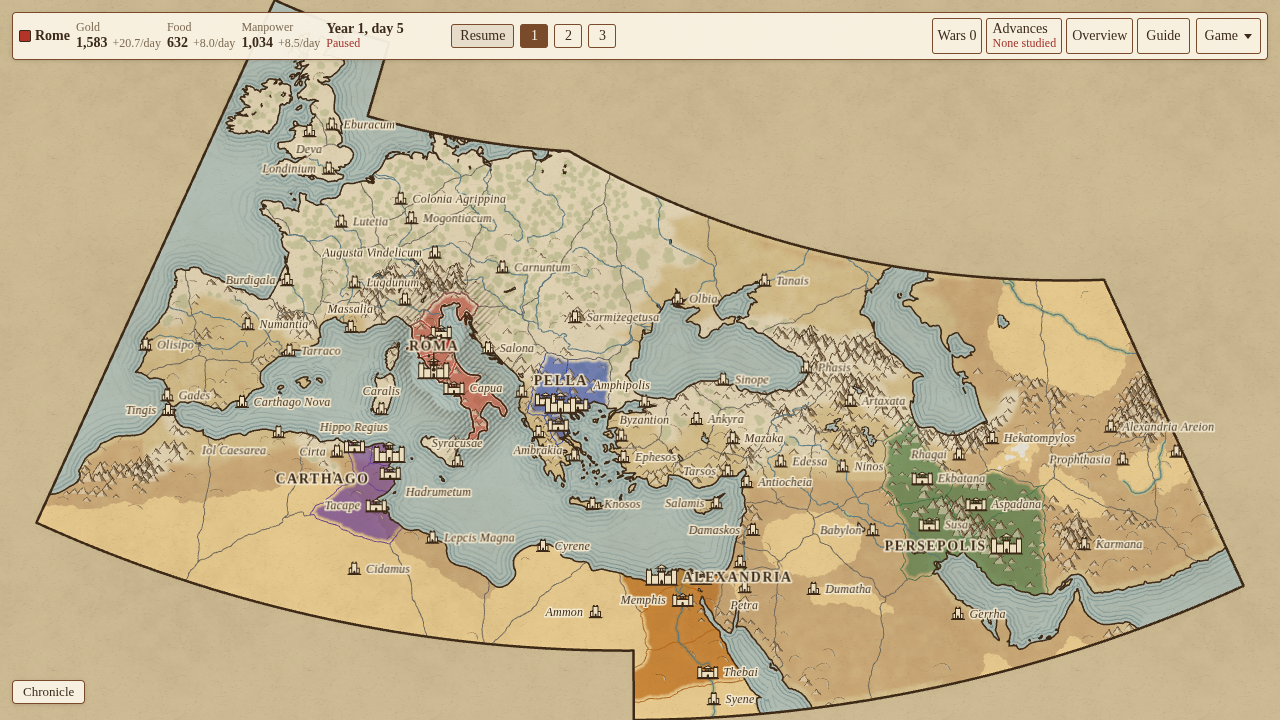 Rome
Gold
1,583 +20.7/day
Food
632 +8.0/day
Manpower
1,034 +8.5/day
Year 1, day 5
Paused
Resume
1
2
3
Wars 0
Advances
None studied
Overview
Guide
Game
Eburacum
Deva
Londinium
Colonia Agrippina
Lutetia
Mogontiacum
Augusta Vindelicum
Carnuntum
Burdigala
Lugdunum
Tanais
Olbia
Massalia
Sarmizegetusa
Numantia
Olisipo
Tarraco
ROMA
Salona
Phasis
PELLA
Amphipolis
Sinope
Capua
Caralis
Gades
Carthago Nova
Artaxata
Tingis
Byzantion
Ankyra
Hippo Regius
Alexandria Areion
Mazaka
Hekatompylos
Syracusae
Iol Caesarea
Cirta
Ambrakia
Rhagai
Ephesos
Prophthasia
Edessa
Ninos
Tarsos
CARTHAGO
Ekbatana
Antiocheia
Hadrumetum
Tacape
Knosos
Salamis
Aspadana
Susa
Damaskos
Babylon
Lepcis Magna
Cyrene
PERSEPOLIS
Karmana
Cidamus
ALEXANDRIA
Dumatha
Memphis
Petra
Ammon
Gerrha
Thebai
Syene
Chronicle